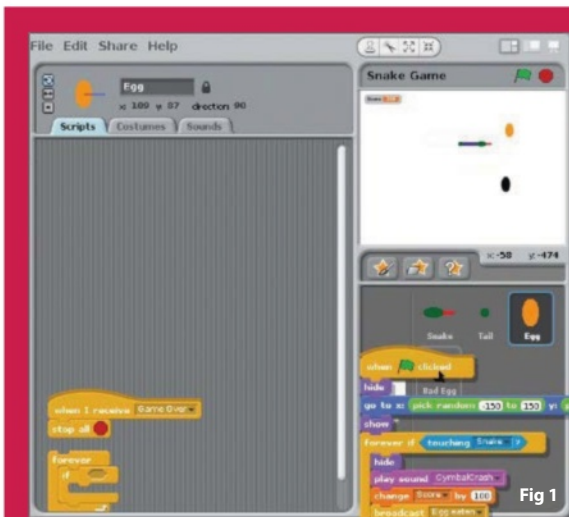 File Edit Share Help
Egg
x: 189 y: 87 direction 90
Scripts Costumes Sounds
Snake Game
x:-58 y:-474
Snake Tail Egg
Bad Egg
when clicked
hide
go to x: pick random -150 to 150 y:
show
forever if touching Snake ?
hide
play sound CymbalCrash
change Score by 100
broadcast Egg eaten
when I receive Game Over
stop all
forever
if
Fig 1